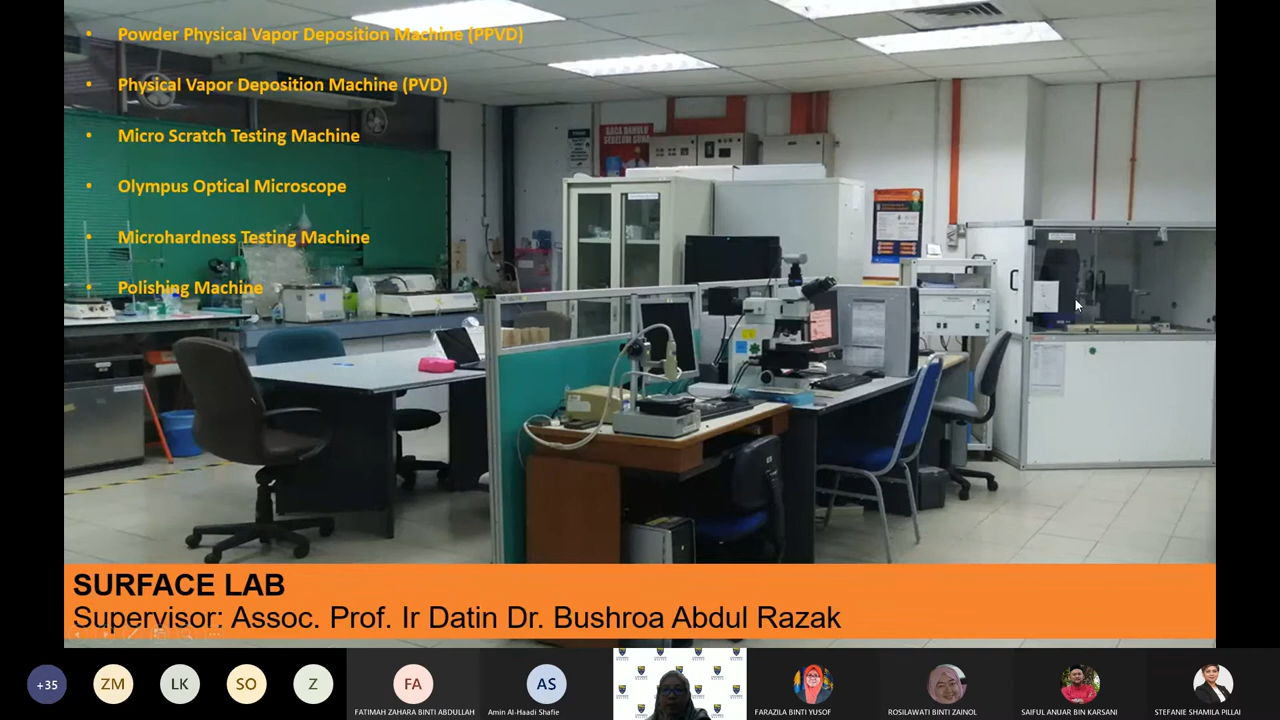 • Powder Physical Vapor Deposition Machine (PPVD)
• Physical Vapor Deposition Machine (PVD)
• Micro Scratch Testing Machine
• Olympus Optical Microscope
• Microhardness Testing Machine
• Polishing Machine
BACA DAHULU
SURFACE LAB
Supervisor: Assoc. Prof. Ir Datin Dr. Bushroa Abdul Razak
+35
ZM
LK
SO
Z
FA
FATIMAH ZAHARA BINTI ABDULLAH
AS
Amin Al-Haadi Shafie
FARAZILA BINTI YUSOF
ROSILAWATI BINTI ZAINOL
SAIFUL ANUAR BIN KARSANI
STEFANIE SHAMILA PILLAI